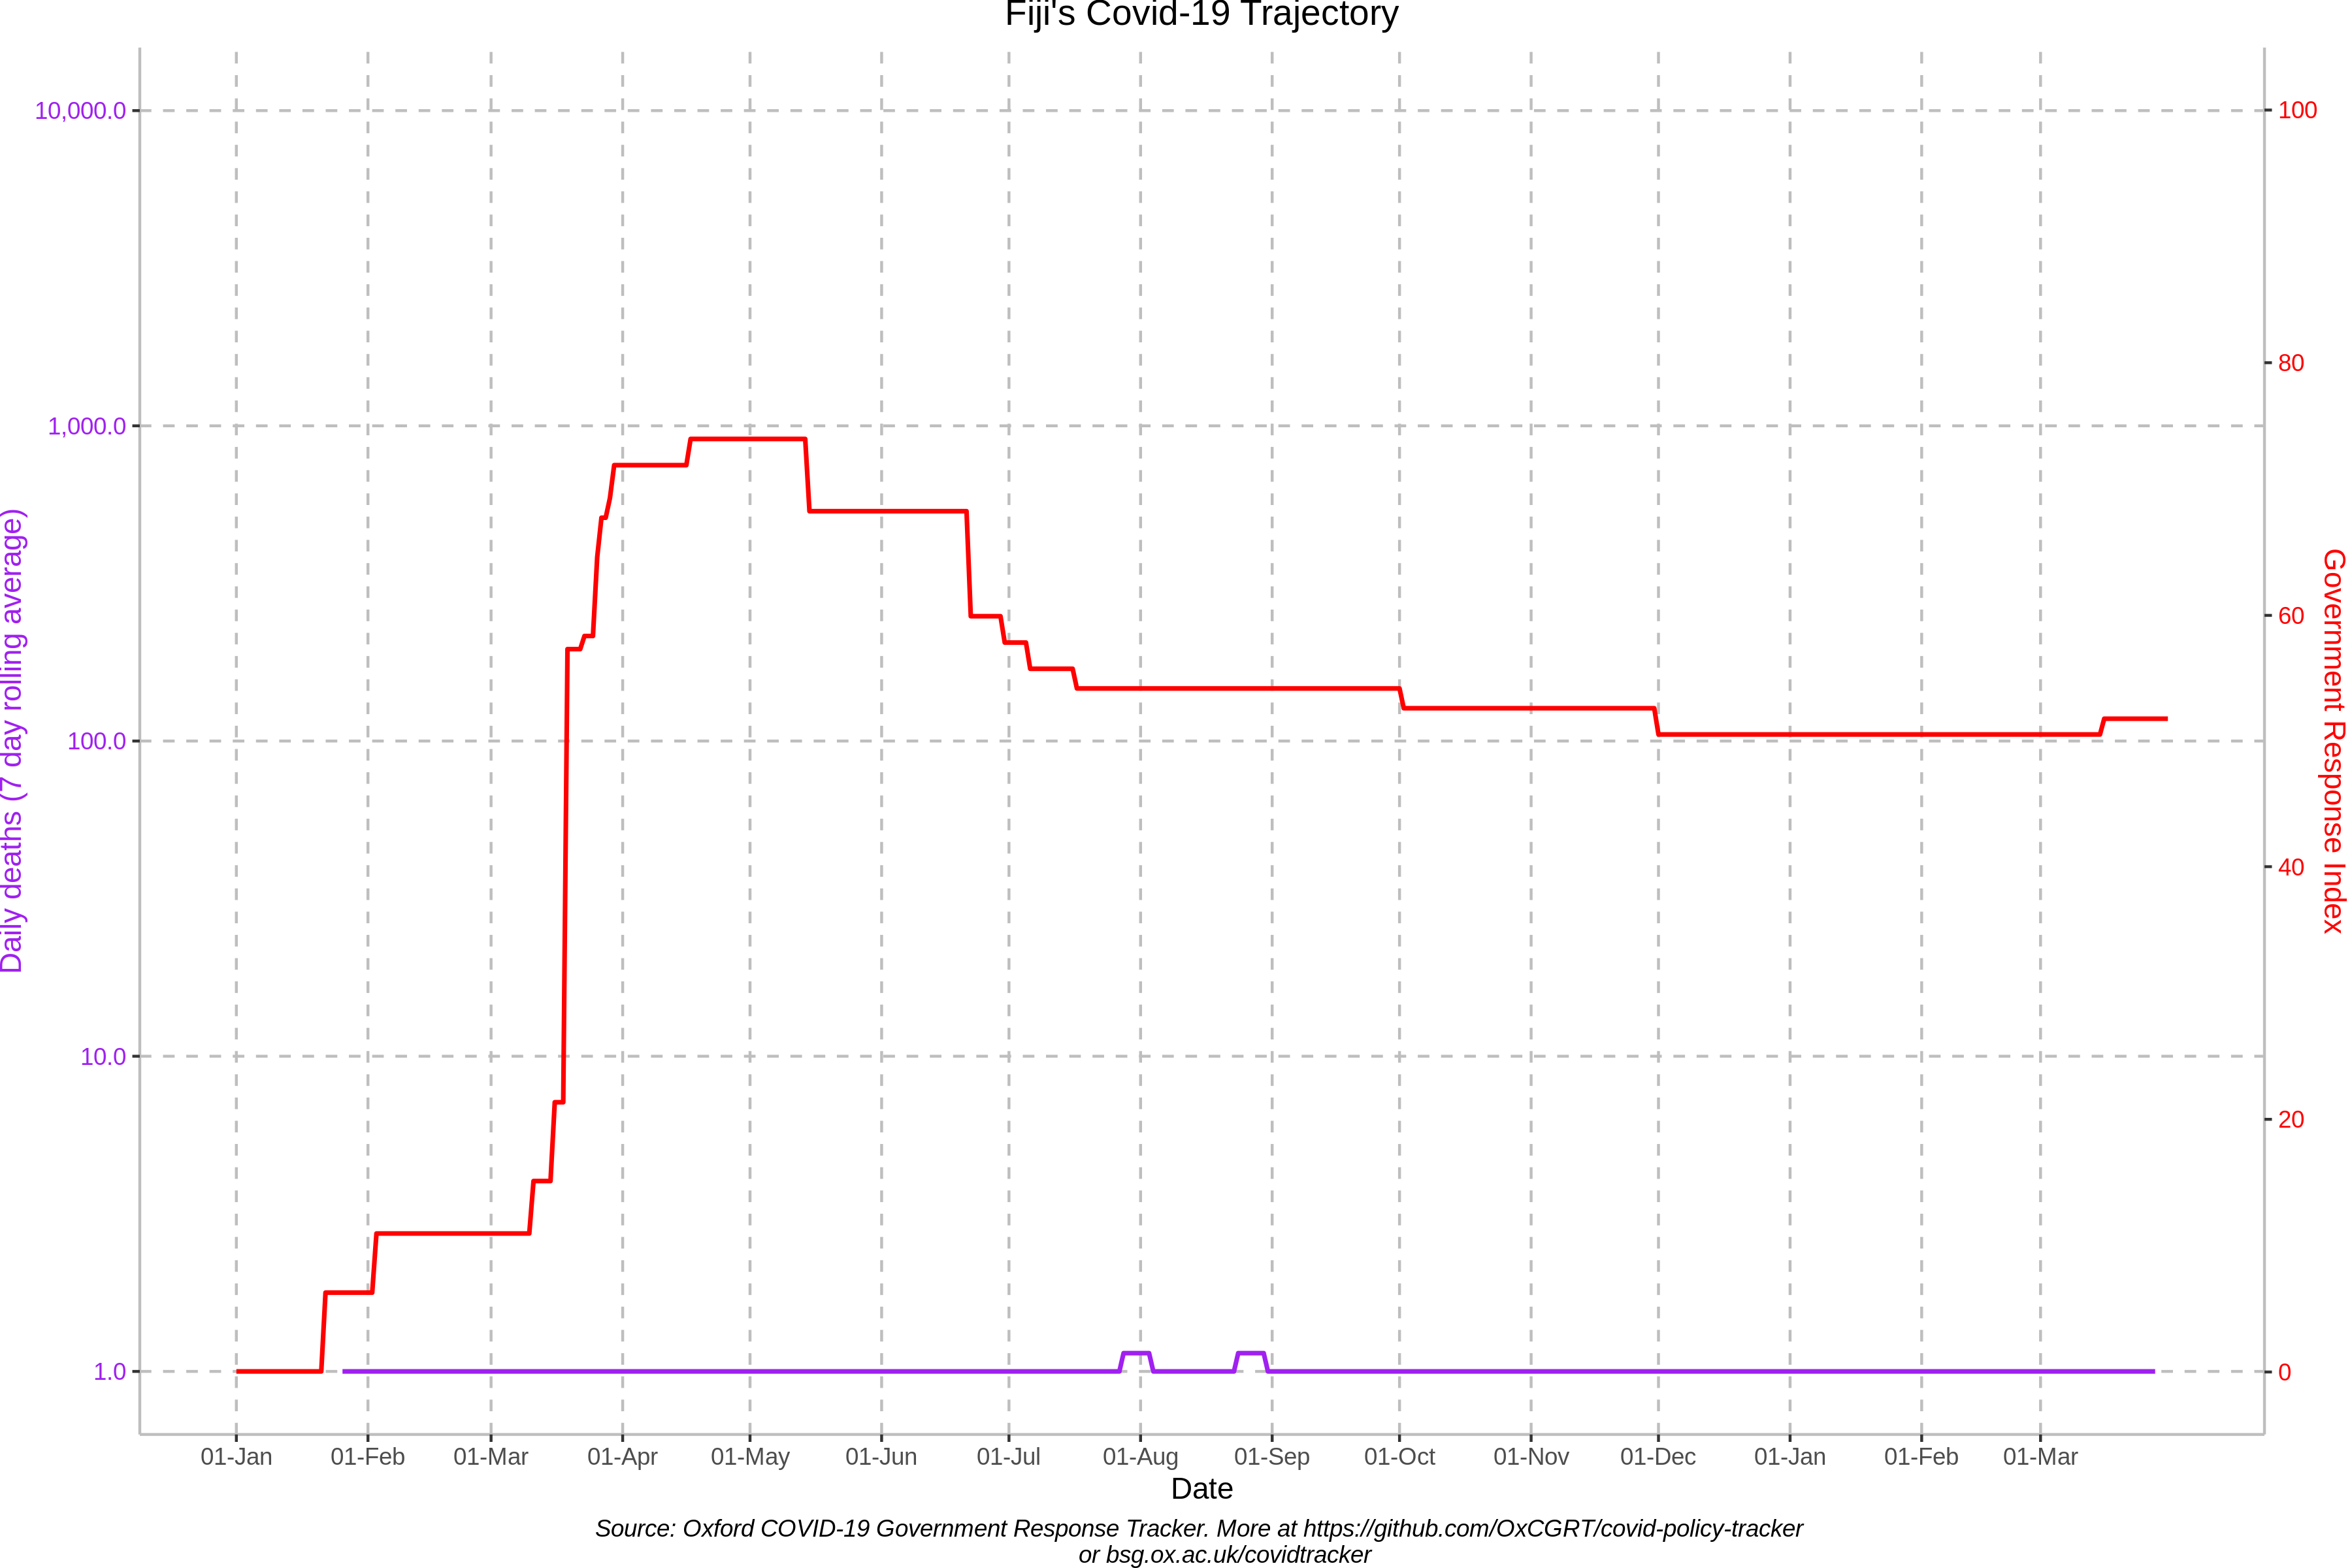 Fiji's Covid-19 Trajectory
10,000.0
1,000.0
100.0
10.0
1.0
Daily deaths (7 day rolling average)
100
80
60
40
20
0
Government Response Index
01-Jan
01-Feb
01-Mar
01-Apr
01-May
01-Jun
01-Jul
01-Aug
01-Sep
01-Oct
01-Nov
01-Dec
01-Jan
01-Feb
01-Mar
Date
Source: Oxford COVID-19 Government Response Tracker. More at https://github.com/OxCGRT/covid-policy-tracker
or bsg.ox.ac.uk/covidtracker